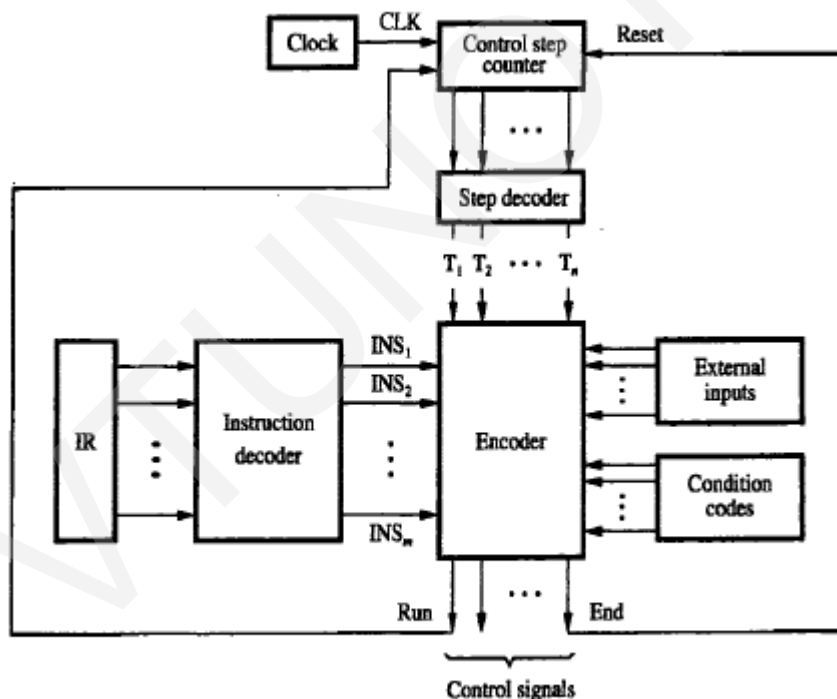 Clock
CLK
Control step
counter
Reset
Step decoder
T₁ T₂ ··· Tₙ
IR
Instruction
decoder
INS₁
INS₂
INSₘ
Encoder
External
inputs
Condition
codes
Run
End
Control signals
VTUNO